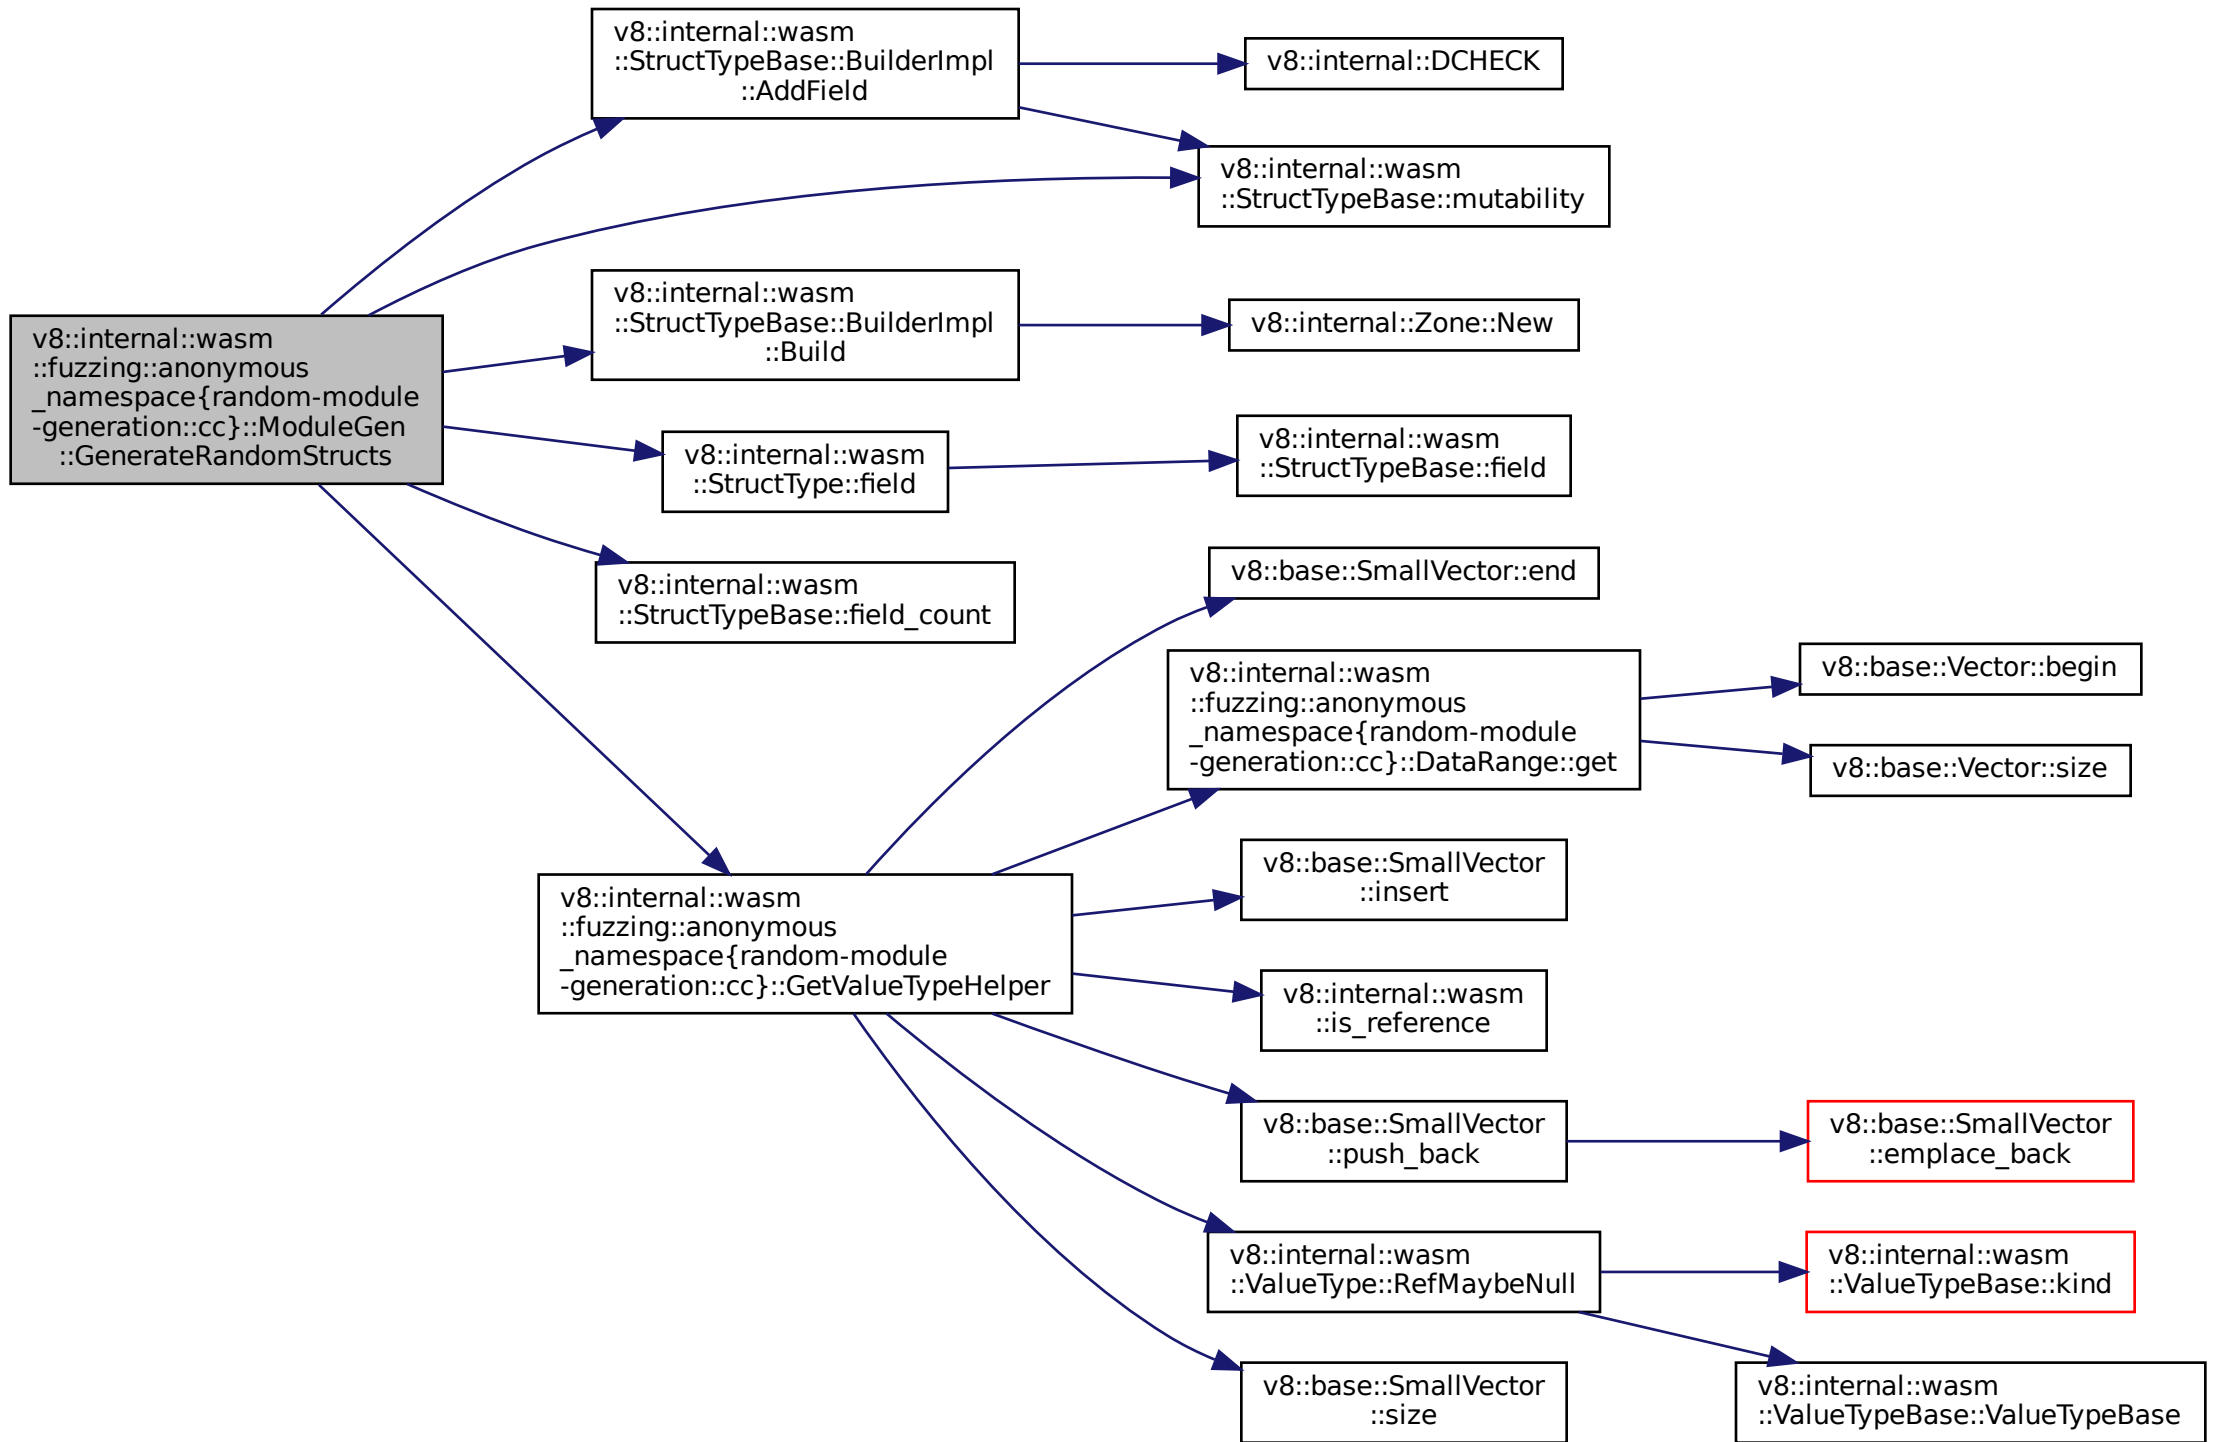 v8::internal::wasm
::fuzzing::anonymous
_namespace{random-module
-generation::cc}::ModuleGen
::GenerateRandomStructs
v8::internal::wasm
::StructTypeBase::BuilderImpl
::AddField
v8::internal::DCHECK
v8::internal::wasm
::StructTypeBase::mutability
v8::internal::wasm
::StructTypeBase::BuilderImpl
::Build
v8::internal::Zone::New
v8::internal::wasm
::StructType::field
v8::internal::wasm
::StructTypeBase::field
v8::internal::wasm
::StructTypeBase::field_count
v8::internal::wasm
::fuzzing::anonymous
_namespace{random-module
-generation::cc}::GetValueTypeHelper
v8::base::SmallVector::end
v8::internal::wasm
::fuzzing::anonymous
_namespace{random-module
-generation::cc}::DataRange::get
v8::base::Vector::begin
v8::base::Vector::size
v8::base::SmallVector
::insert
v8::internal::wasm
::is_reference
v8::base::SmallVector
::push_back
v8::base::SmallVector
::emplace_back
v8::internal::wasm
::ValueType::RefMaybeNull
v8::internal::wasm
::ValueTypeBase::kind
v8::internal::wasm
::ValueTypeBase::ValueTypeBase
v8::base::SmallVector
::size